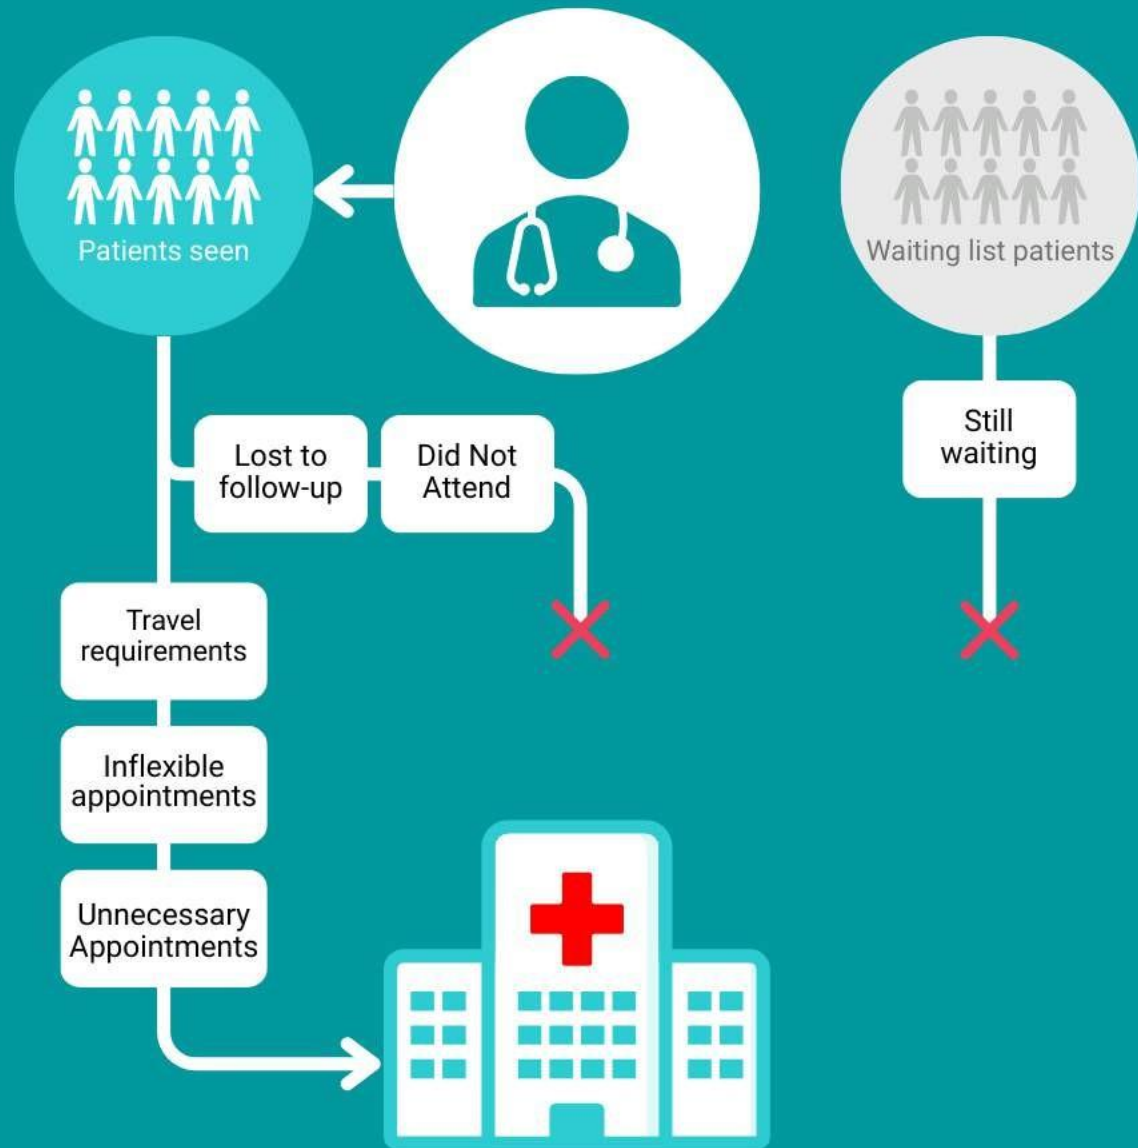 Patients seen
Waiting list patients
Lost to
follow-up
Did Not
Attend
Still
waiting
Travel
requirements
Inflexible
appointments
Unnecessary
Appointments